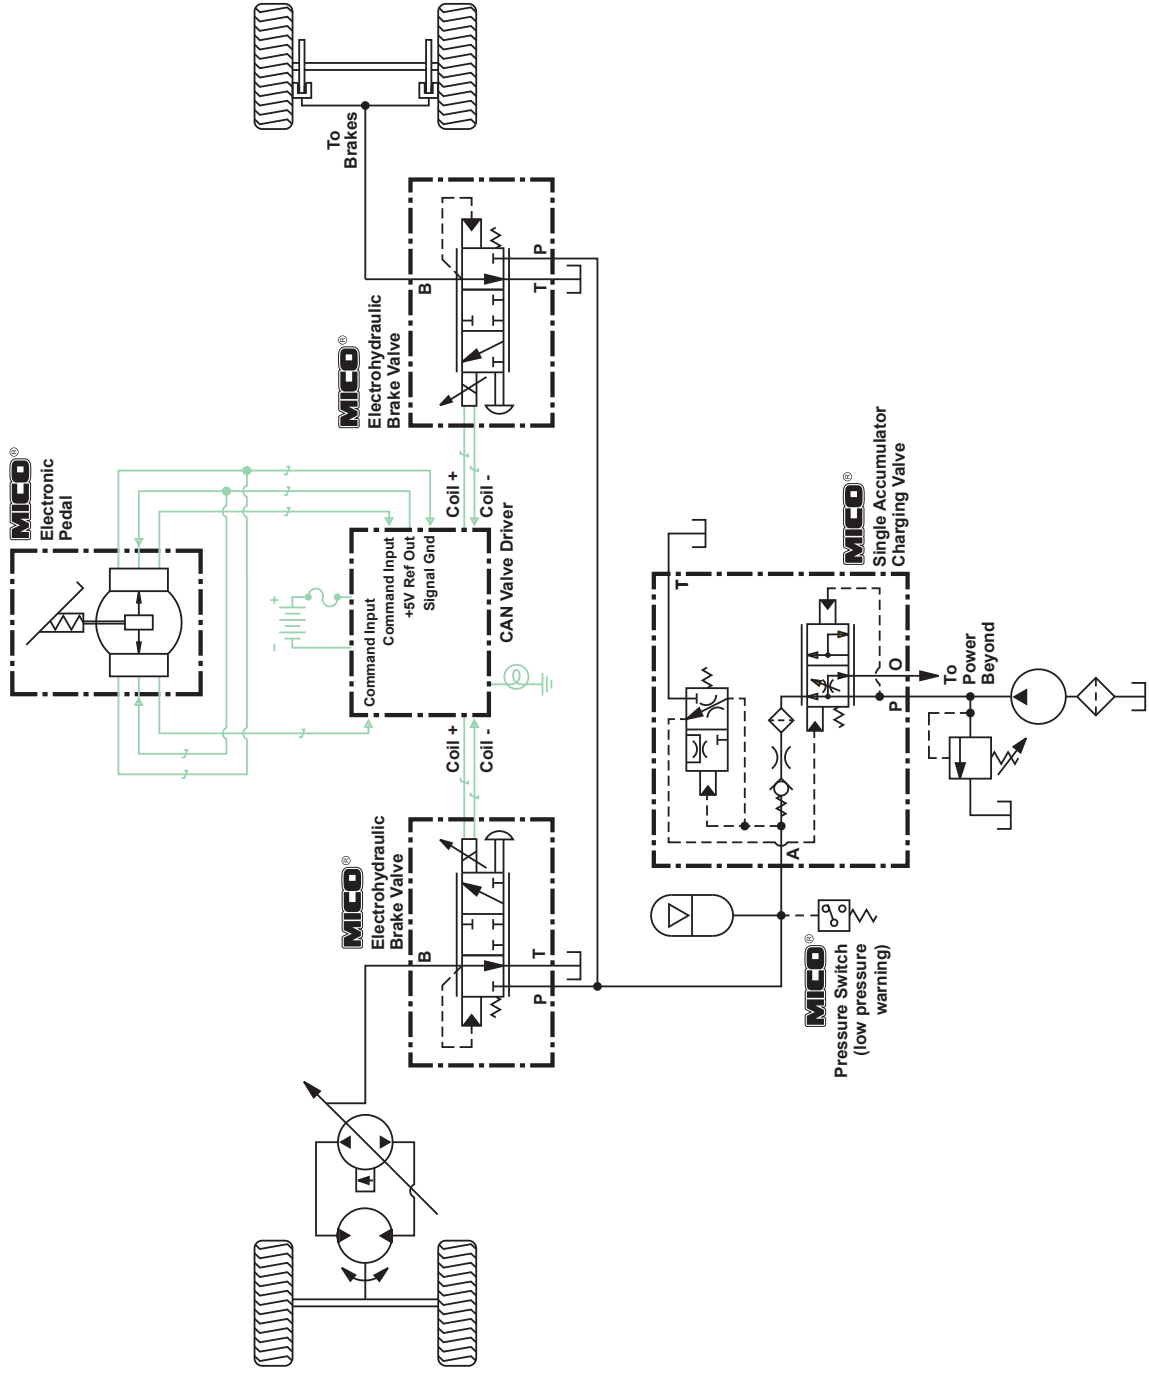 MICO®
Electronic
Pedal
To
Brakes
MICO®
Electrohydraulic
Brake Valve
B
T
P
Coil +
Coil -
Command Input
Command Input
+5V Ref Out
Signal Gnd
CAN Valve Driver
+
-
Coil +
Coil -
MICO®
Electrohydraulic
Brake Valve
B
P
T
MICO®
Single Accumulator
Charging Valve
T
A
P
O
To
Power
Beyond
MICO®
Pressure Switch
(low pressure
warning)